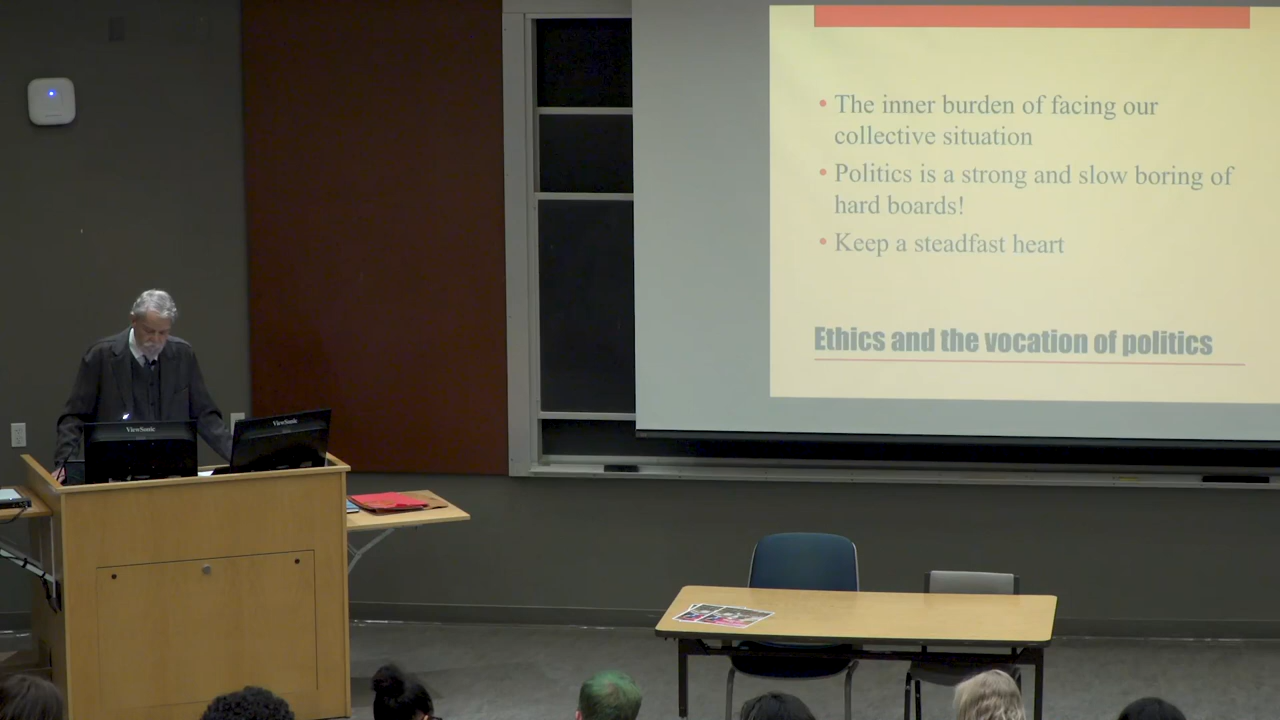 The inner burden of facing our
collective situation
Politics is a strong and slow boring of
hard boards!
Keep a steadfast heart
Ethics and the vocation of politics
ViewSonic
ViewSonic